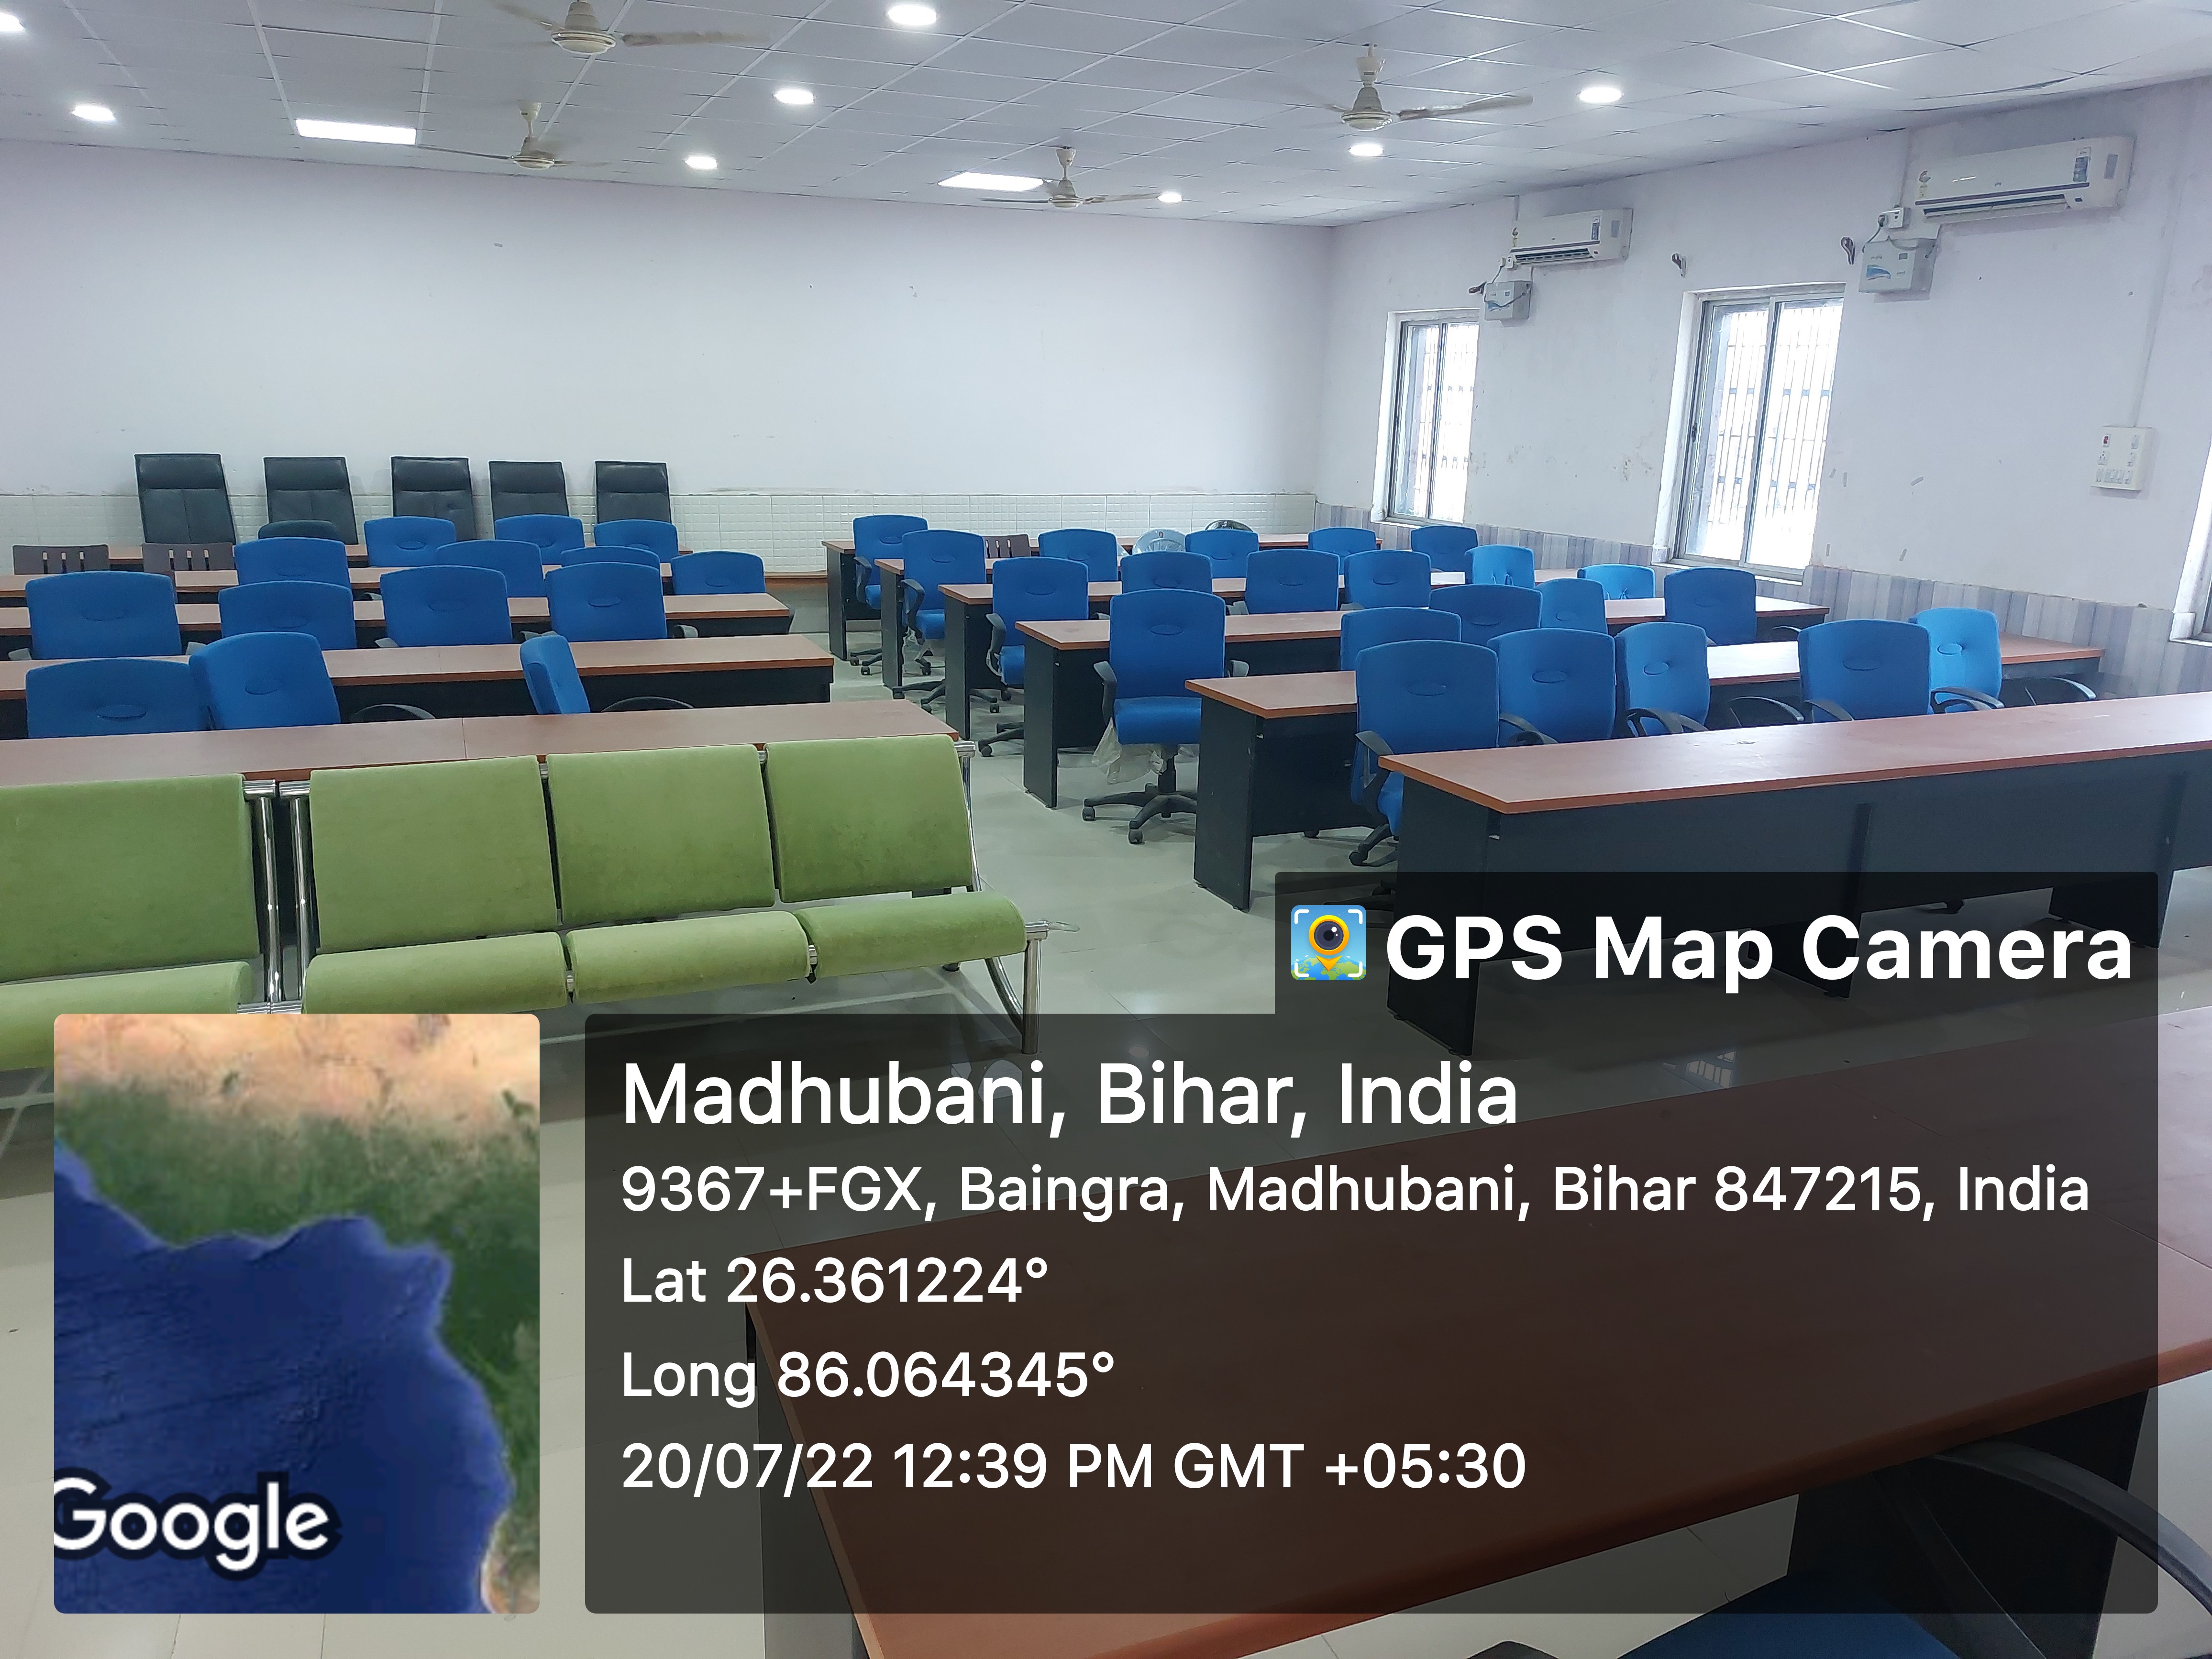 GPS Map Camera
Madhubani, Bihar, India
9367+FGX, Baingra, Madhubani, Bihar 847215, India
Lat 26.361224°
Long 86.064345°
20/07/22 12:39 PM GMT +05:30
Google